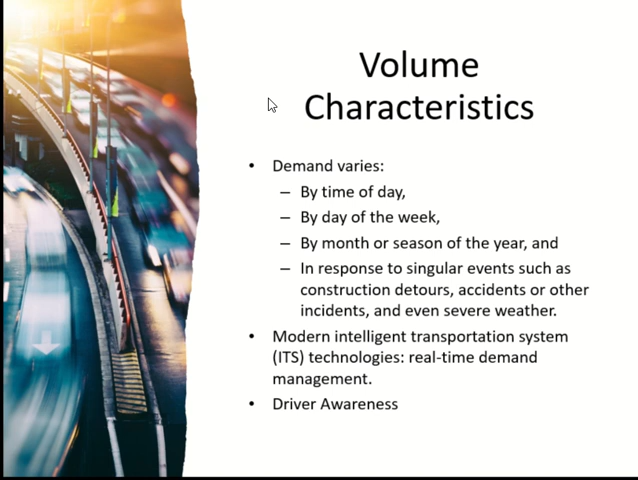 Volume
Characteristics
• Demand varies:
– By time of day,
– By day of the week,
– By month or season of the year, and
– In response to singular events such as
construction detours, accidents or other
incidents, and even severe weather.
• Modern intelligent transportation system
(ITS) technologies: real-time demand
management.
• Driver Awareness